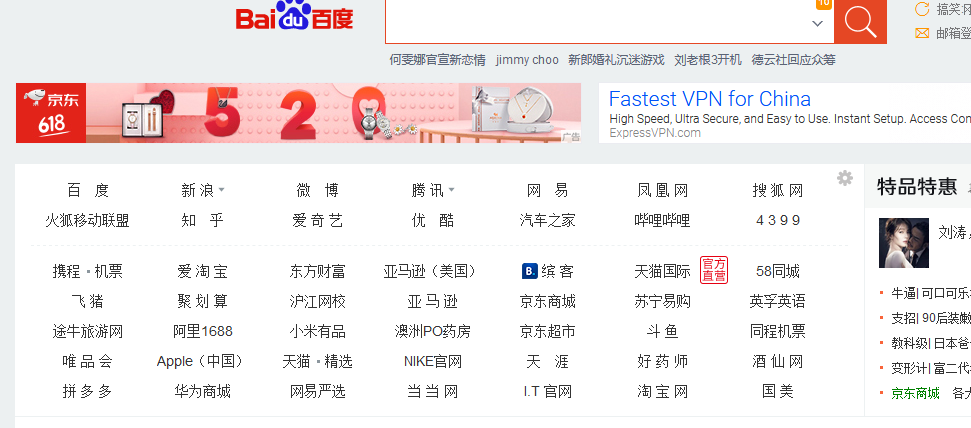 Bai du 百度
10
搞笑
邮箱登
何雯娜官宣新恋情 jimmy choo 新郎婚礼沉迷游戏 刘老根3开机 德云社回应众筹
京东
618
520
广告
Fastest VPN for China
High Speed, Ultra Secure, and Easy to Use. Instant Setup. Access Con
ExpressVPN.com
百 度 新 浪 微 博 腾 讯 网 易 凤 凰 网 搜 狐 网
火狐移动联盟 知 乎 爱 奇 艺 优 酷 汽车之家 哔哩哔哩 4 3 9 9
携程·机票 爱 淘 宝 东方财富 亚马逊（美国） B. 缤 客 天猫国际 官方直营 58同城
飞 猪 聚 划 算 沪江网校 亚 马 逊 京东商城 苏宁易购 英孚英语
途牛旅游网 阿里1688 小米有品 澳洲PO药房 京东超市 斗 鱼 同程机票
唯 品 会 Apple（中国） 天猫·精选 NIKE官网 天 涯 好 药 师 酒 仙 网
拼 多 多 华为商城 网易严选 当 当 网 I.T 官网 淘 宝 网 国 美
特品特惠
刘涛
牛逼| 可口可乐
支招| 90后装嫩
教科级| 日本爸
变形计| 富二代
京东商城 各大